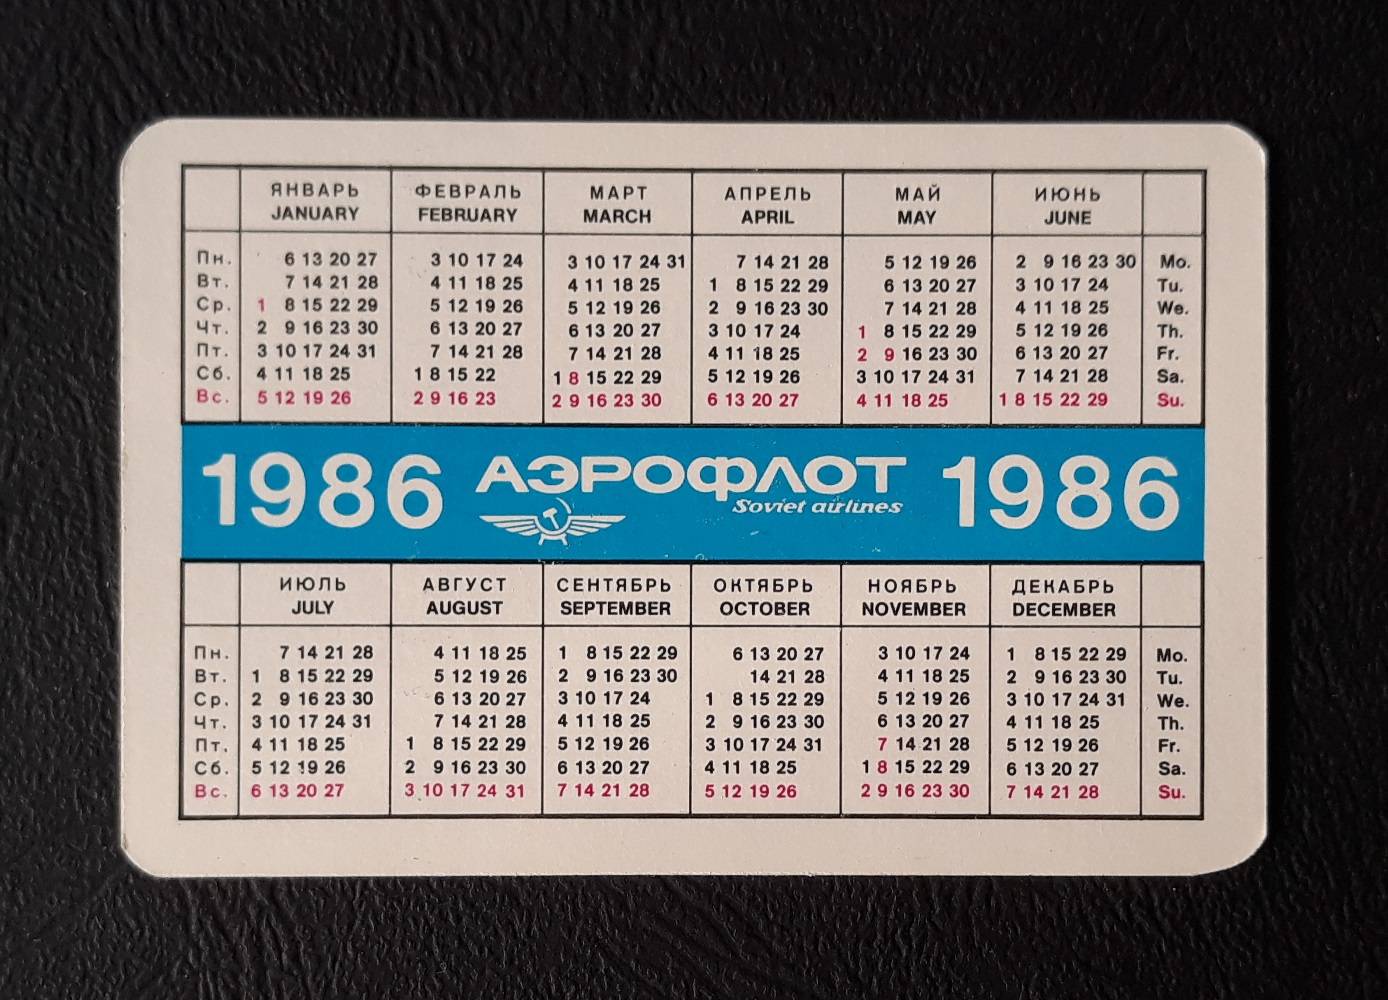 ЯНВАРЬ ФЕВРАЛЬ МАРТ АПРЕЛЬ МАЙ ИЮНЬ
JANUARY FEBRUARY MARCH APRIL MAY JUNE
Пн. 6 13 20 27 3 10 17 24 3 10 17 24 31 7 14 21 28 5 12 19 26 2 9 16 23 30 Mo.
Вт. 7 14 21 28 4 11 18 25 4 11 18 25 1 8 15 22 29 6 13 20 27 3 10 17 24 Tu.
Ср. 1 8 15 22 29 5 12 19 26 5 12 19 26 2 9 16 23 30 7 14 21 28 4 11 18 25 We.
Чт. 2 9 16 23 30 6 13 20 27 6 13 20 27 3 10 17 24 1 8 15 22 29 5 12 19 26 Th.
Пт. 3 10 17 24 31 7 14 21 28 7 14 21 28 4 11 18 25 2 9 16 23 30 6 13 20 27 Fr.
Сб. 4 11 18 25 1 8 15 22 1 8 15 22 29 5 12 19 26 3 10 17 24 31 7 14 21 28 Sa.
Вс. 5 12 19 26 2 9 16 23 2 9 16 23 30 6 13 20 27 4 11 18 25 1 8 15 22 29 Su.
1986 АЭРОФЛОТ 1986
Soviet airlines
ИЮЛЬ АВГУСТ СЕНТЯБРЬ ОКТЯБРЬ НОЯБРЬ ДЕКАБРЬ
JULY AUGUST SEPTEMBER OCTOBER NOVEMBER DECEMBER
Пн. 7 14 21 28 4 11 18 25 1 8 15 22 29 6 13 20 27 3 10 17 24 1 8 15 22 29 Mo.
Вт. 1 8 15 22 29 5 12 19 26 2 9 16 23 30 14 21 28 4 11 18 25 2 9 16 23 30 Tu.
Ср. 2 9 16 23 30 6 13 20 27 3 10 17 24 1 8 15 22 29 5 12 19 26 3 10 17 24 31 We.
Чт. 3 10 17 24 31 7 14 21 28 4 11 18 25 2 9 16 23 30 6 13 20 27 4 11 18 25 Th.
Пт. 4 11 18 25 1 8 15 22 29 5 12 19 26 3 10 17 24 31 7 14 21 28 5 12 19 26 Fr.
Сб. 5 12 19 26 2 9 16 23 30 6 13 20 27 4 11 18 25 1 8 15 22 29 6 13 20 27 Sa.
Вс. 6 13 20 27 3 10 17 24 31 7 14 21 28 5 12 19 26 2 9 16 23 30 7 14 21 28 Su.